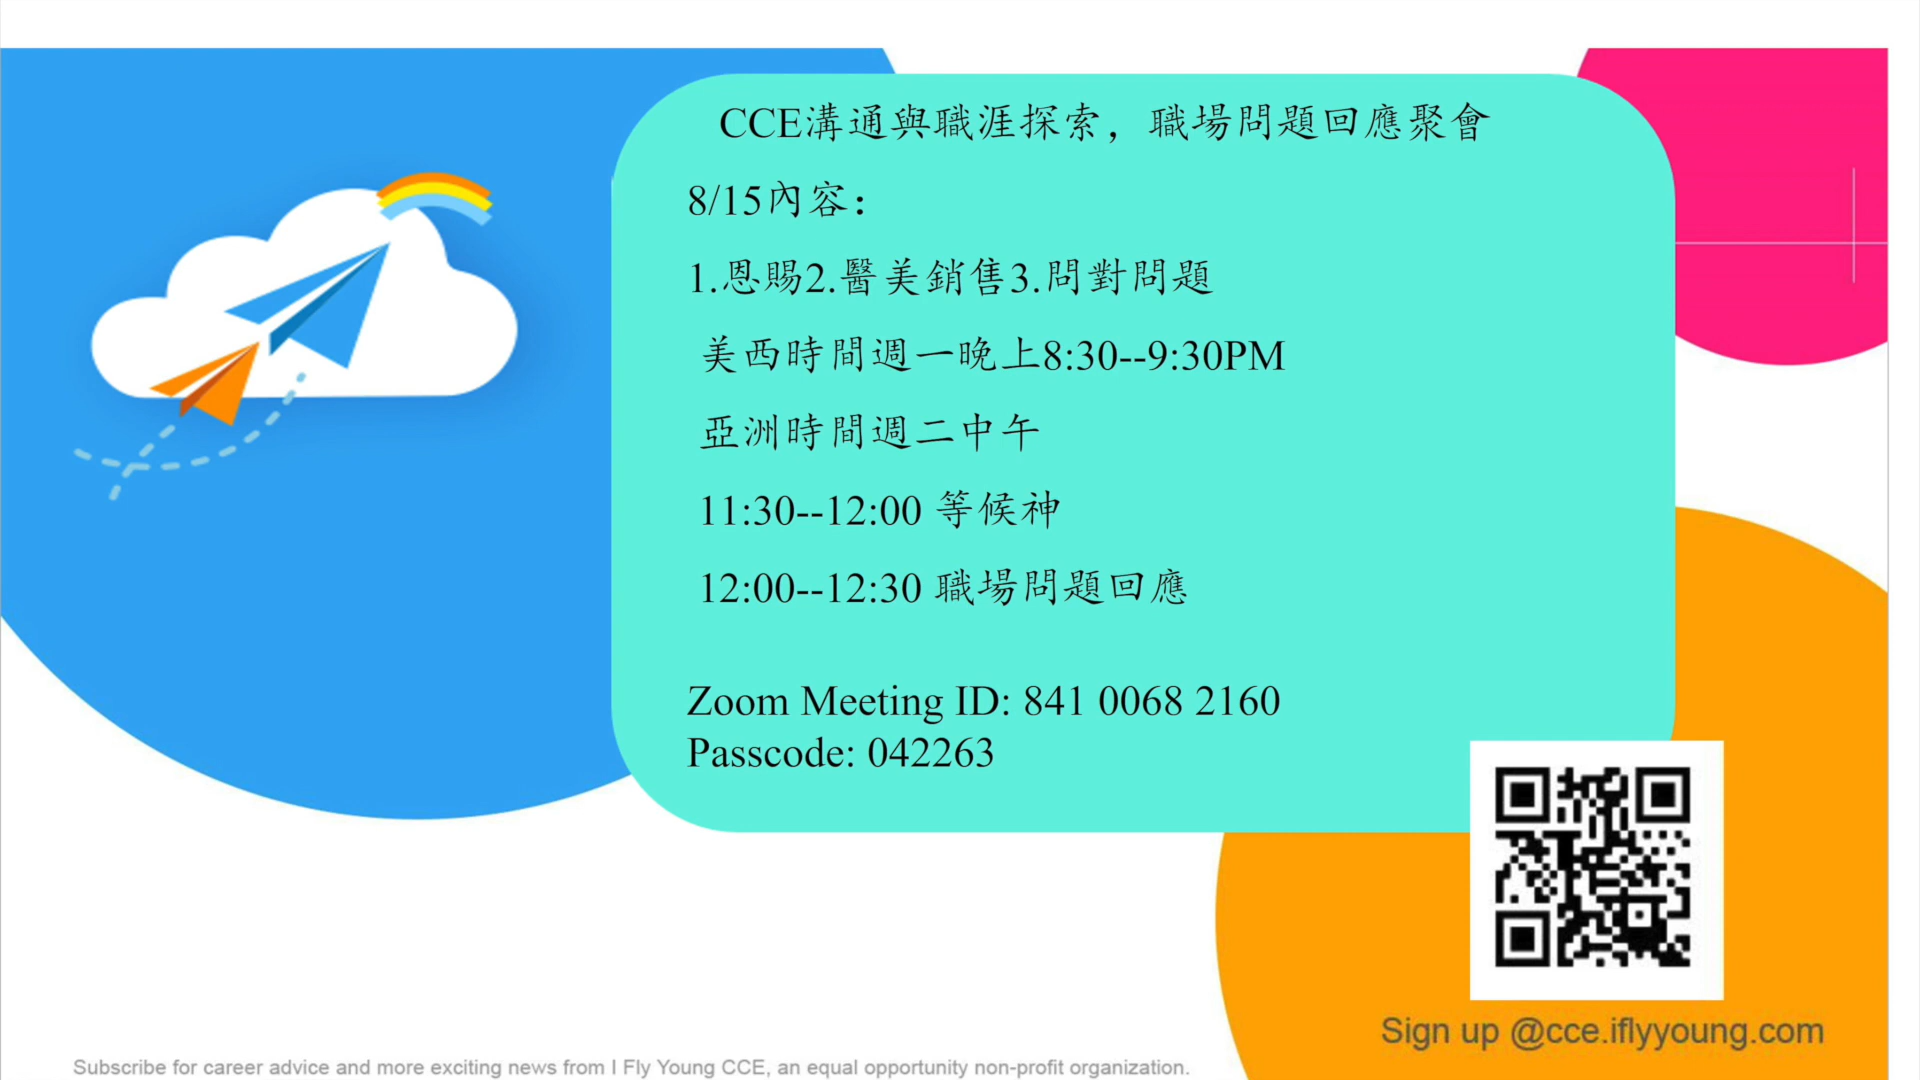 CCE溝通與職涯探索，職場問題回應聚會
8/15內容：
1.恩賜2.醫美銷售3.問對問題
美西時間週一晚上8:30--9:30PM
亞洲時間週二中午
11:30--12:00 等候神
12:00--12:30 職場問題回應
Zoom Meeting ID: 841 0068 2160
Passcode: 042263
Sign up @cce.iflyyoung.com
Subscribe for career advice and more exciting news from I Fly Young CCE, an equal opportunity non-profit organization.